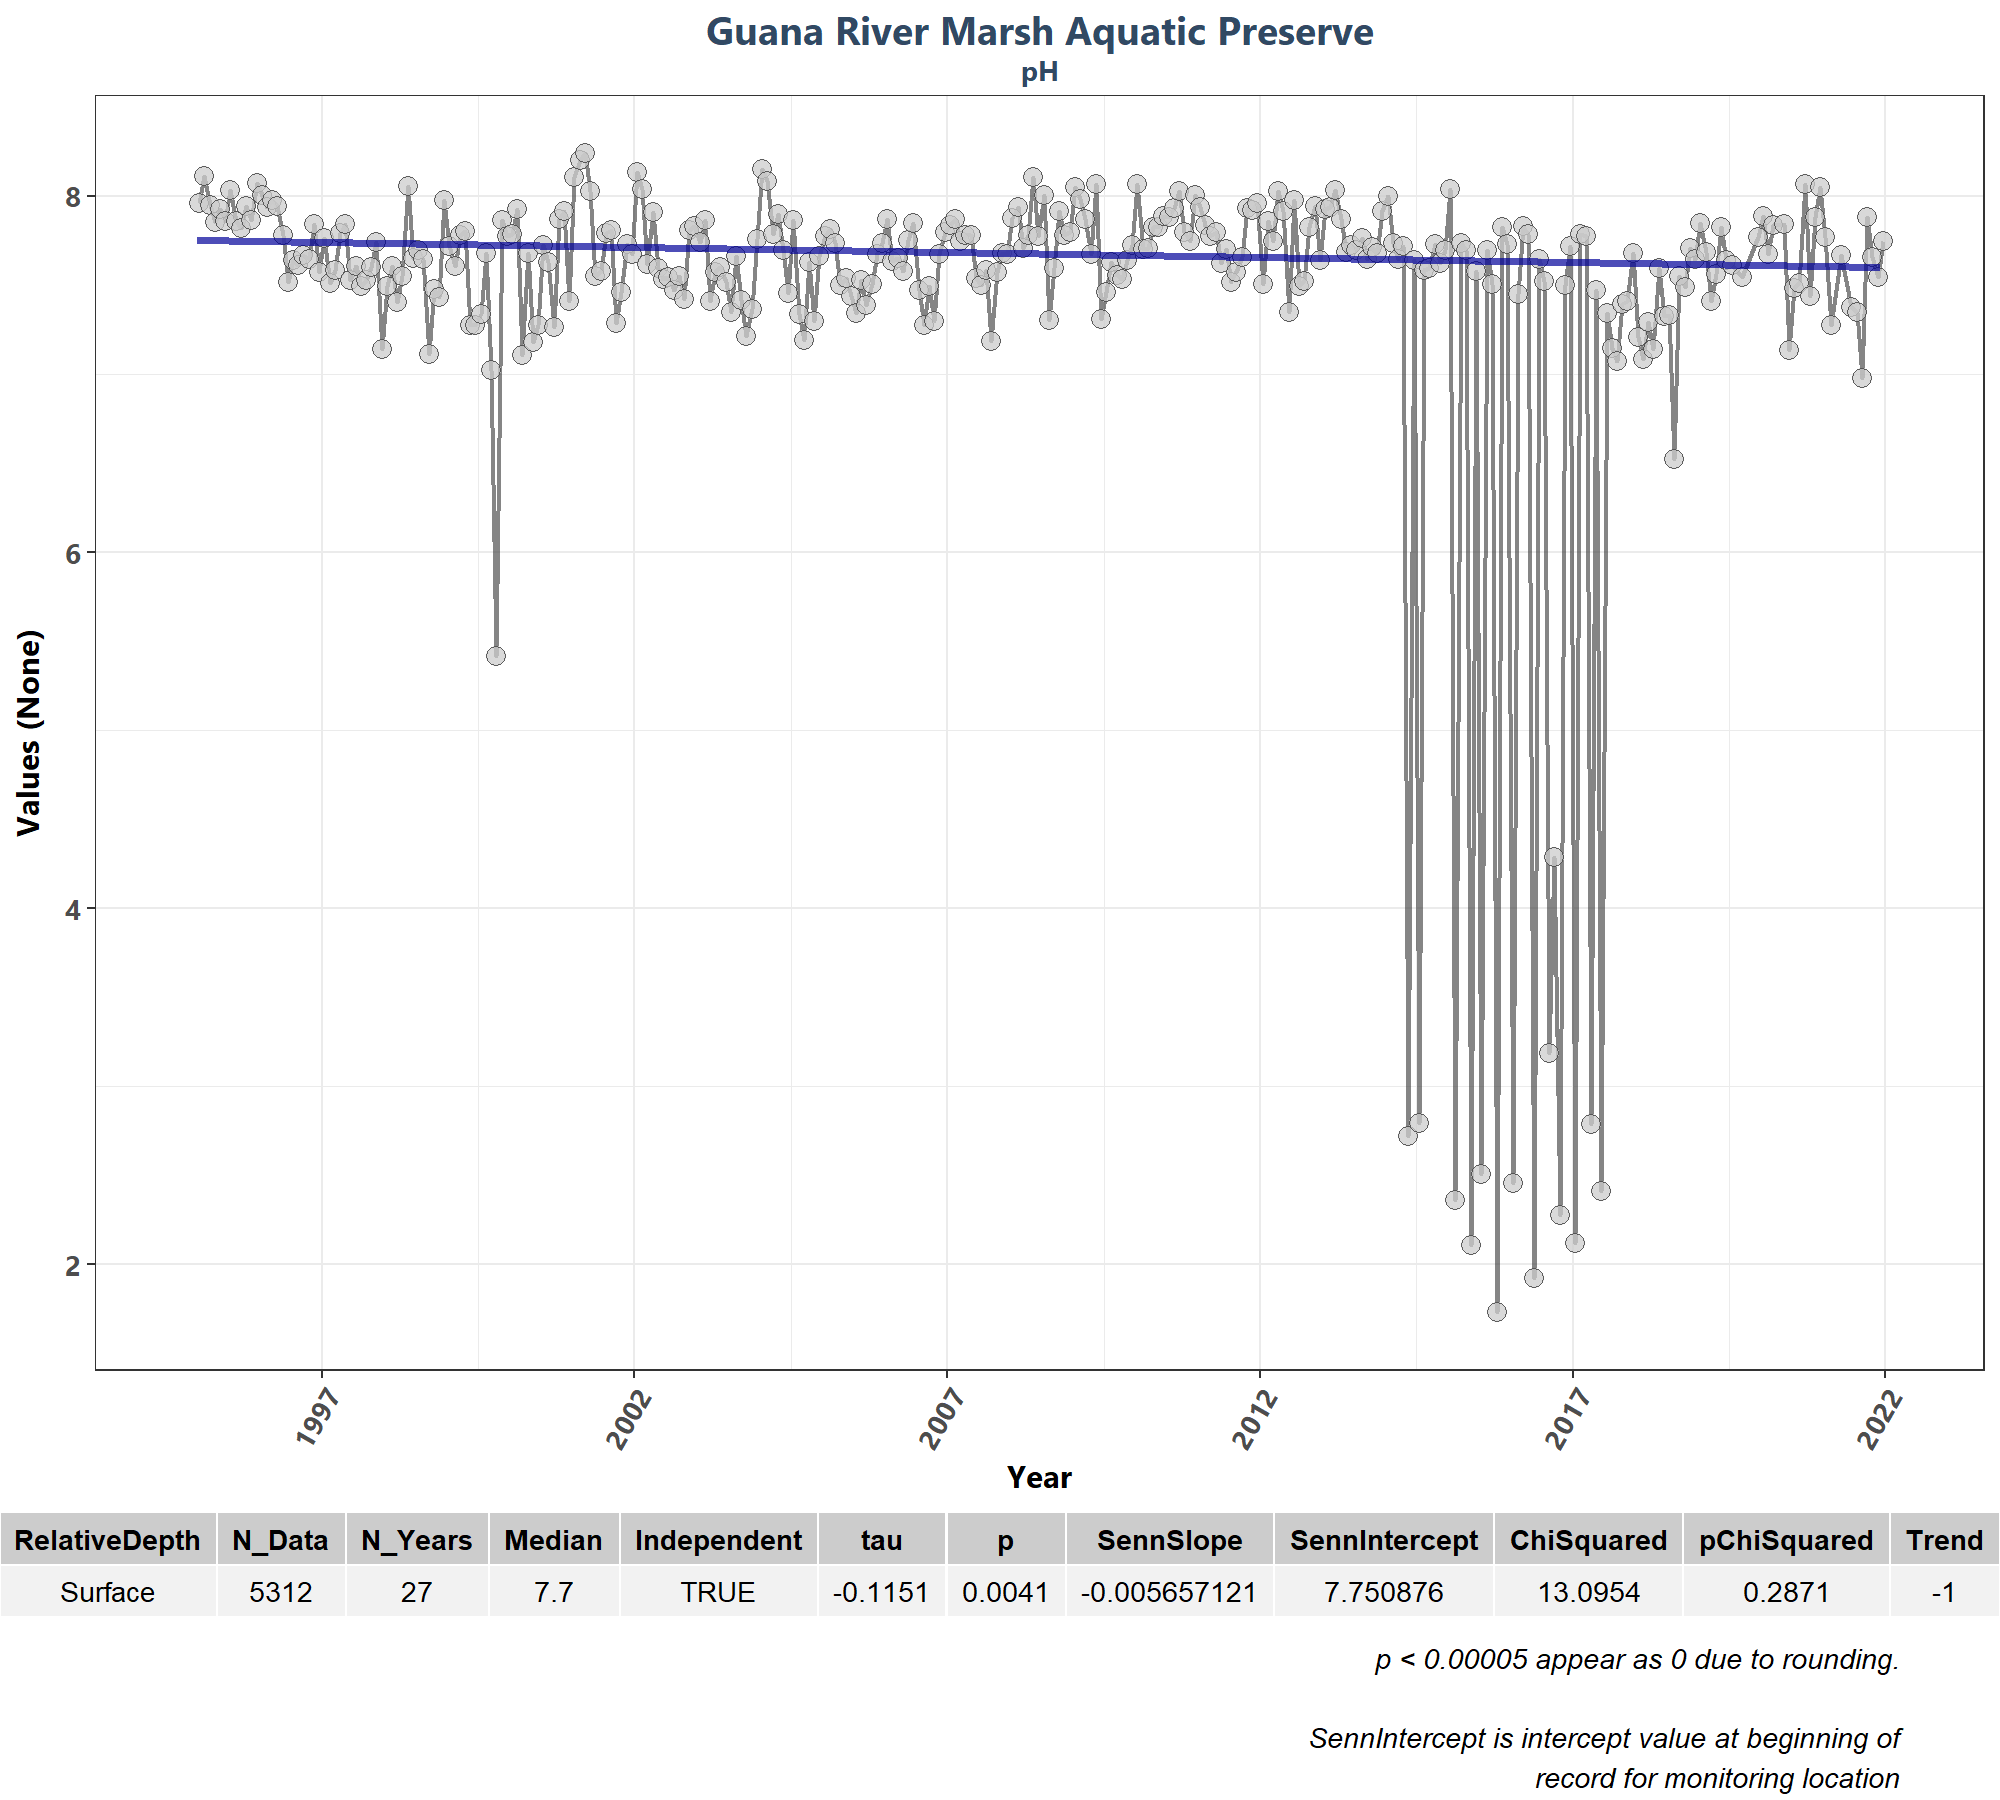 Guana River Marsh Aquatic Preserve
pH
8
6
4
2
Values (None)
1997 2002 2007 2012 2017 2022
Year
RelativeDepth N_Data N_Years Median Independent tau p SennSlope SennIntercept ChiSquared pChiSquared Trend
Surface 5312 27 7.7 TRUE -0.1151 0.0041 -0.005657121 7.750876 13.0954 0.2871 -1
p < 0.00005 appear as 0 due to rounding.
SennIntercept is intercept value at beginning of
record for monitoring location